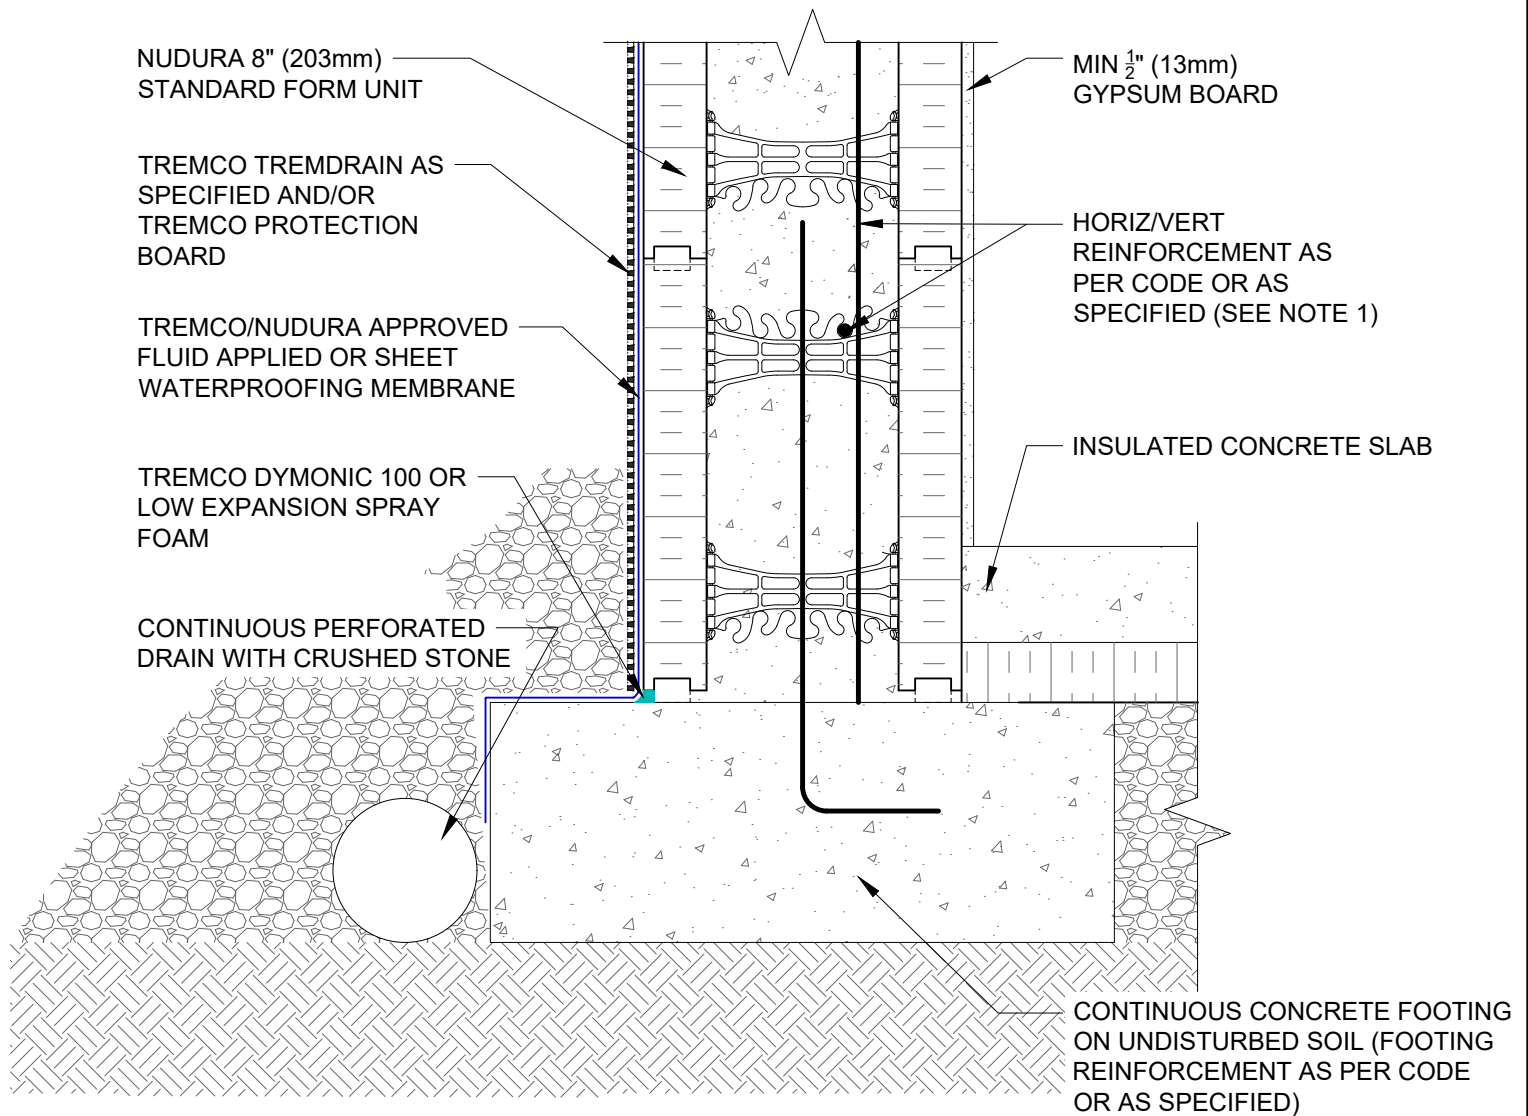 NUDURA 8" (203mm)
STANDARD FORM UNIT
TREMCO TREMDRAIN AS
SPECIFIED AND/OR
TREMCO PROTECTION
BOARD
TREMCO/NUDURA APPROVED
FLUID APPLIED OR SHEET
WATERPROOFING MEMBRANE
TREMCO DYMONIC 100 OR
LOW EXPANSION SPRAY
FOAM
CONTINUOUS PERFORATED
DRAIN WITH CRUSHED STONE
MIN 1/2" (13mm)
GYPSUM BOARD
HORIZ/VERT
REINFORCEMENT AS
PER CODE OR AS
SPECIFIED (SEE NOTE 1)
INSULATED CONCRETE SLAB
CONTINUOUS CONCRETE FOOTING
ON UNDISTURBED SOIL (FOOTING
REINFORCEMENT AS PER CODE
OR AS SPECIFIED)